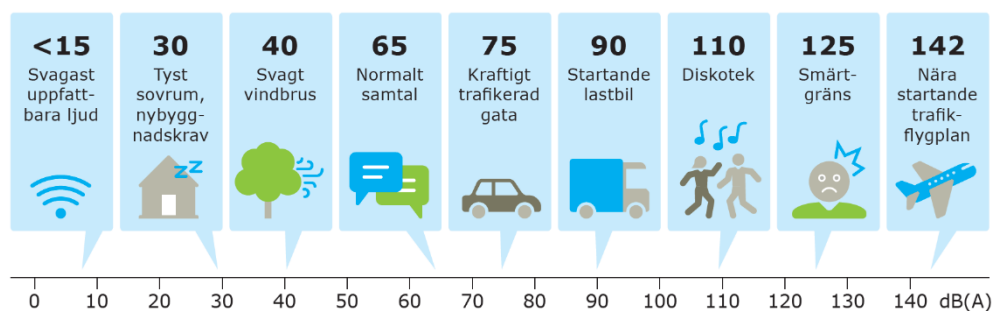 <15
Svagast
uppfatt-
bara ljud
30
Tyst
sovrum,
nybygg-
nadskrav
zZ
40
Svagt
vindbrus
65
Normalt
samtal
75
Kraftigt
trafikerad
gata
90
Startande
lastbil
110
Diskotek
125
Smärt-
gräns
142
Nära
startande
trafik-
flygplan
0 10 20 30 40 50 60 70 80 90 100 110 120 130 140 dB(A)